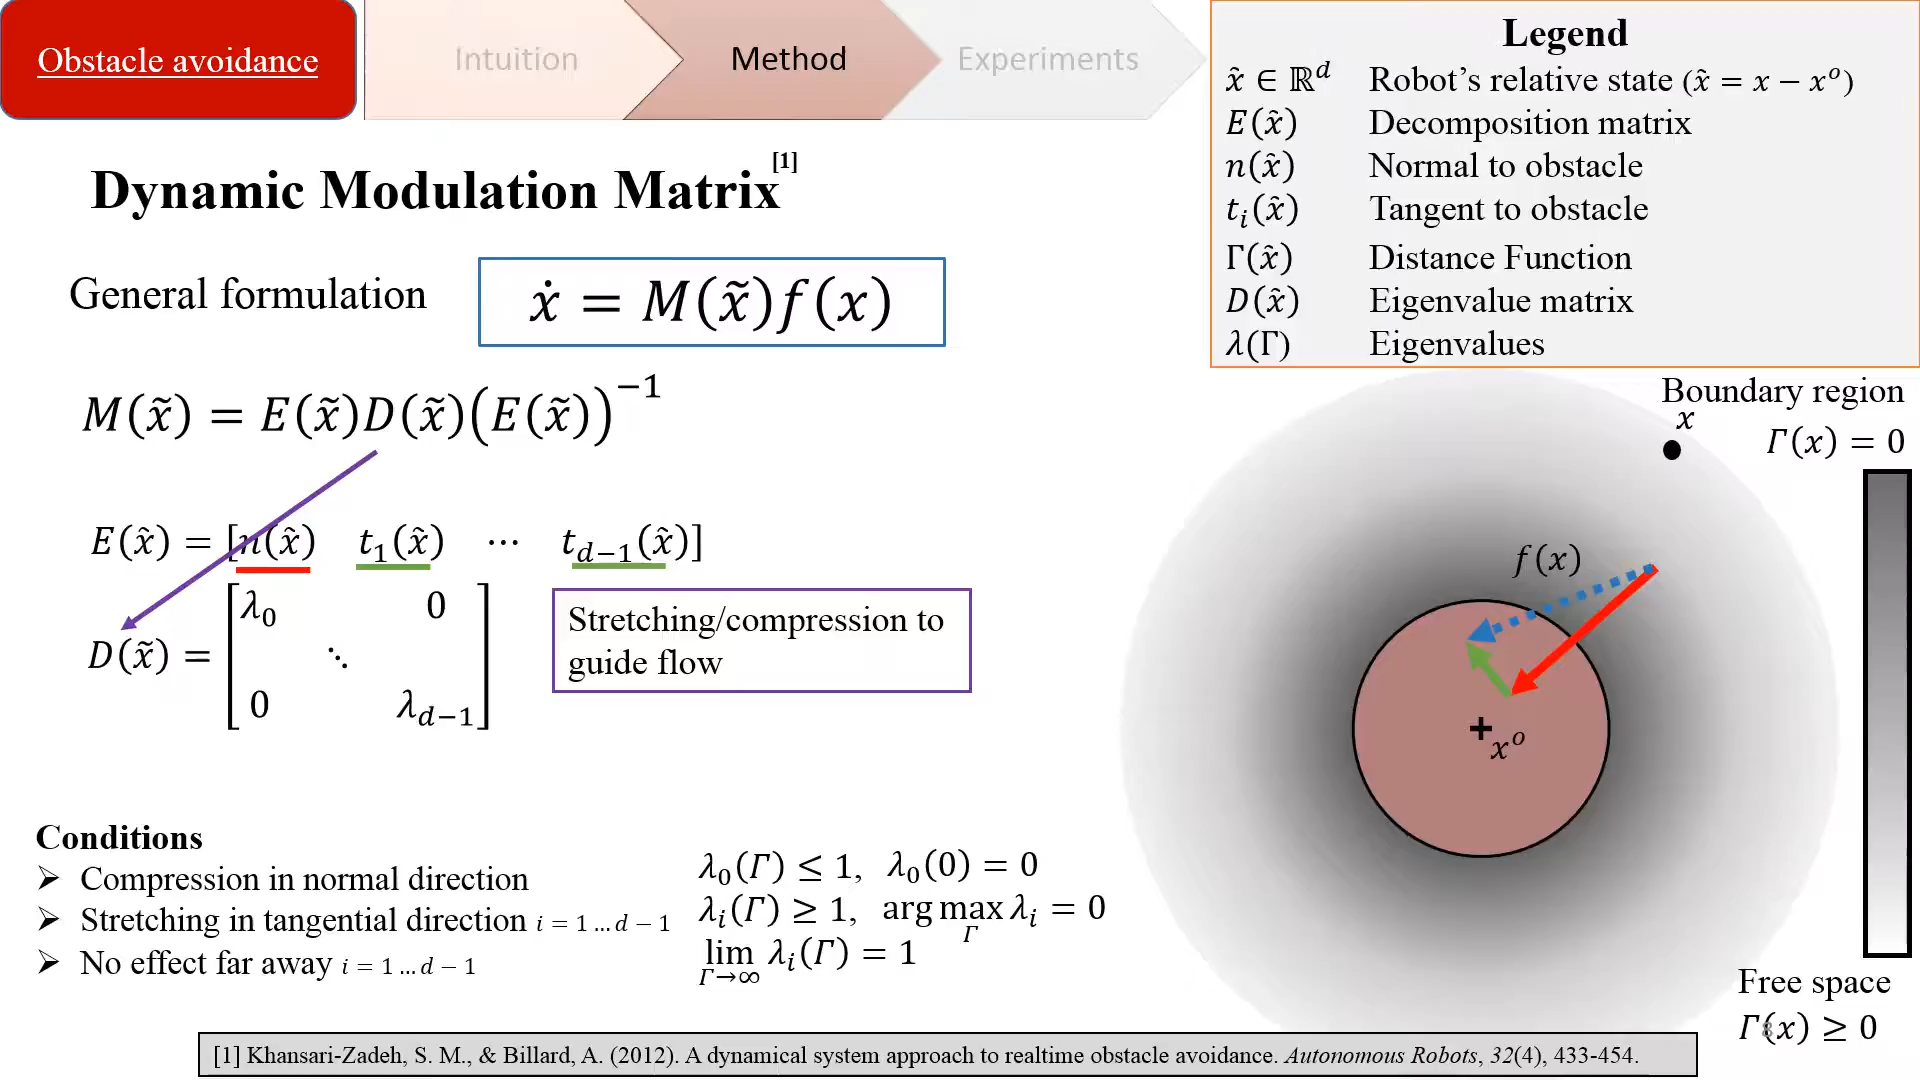 Obstacle avoidance
Intuition
Method
Experiments
Legend
x̂ ∈ ℝ^d Robot’s relative state (x̂ = x − x^o)
E(x̂) Decomposition matrix
n(x̂) Normal to obstacle
t_i(x̂) Tangent to obstacle
Γ(x̂) Distance Function
D(x̂) Eigenvalue matrix
λ(Γ) Eigenvalues
Dynamic Modulation Matrix[1]
General formulation
ẋ = M(x̃)f(x)
M(x̃) = E(x̃)D(x̃)(E(x̃))^−1
E(x̂) = [n(x̂) t_1(x̂) ⋯ t_{d−1}(x̂)]
D(x̃) = [λ_0 0
⋱
0 λ_{d−1}]
Stretching/compression to
guide flow
Boundary region
x
Γ(x) = 0
f(x)
x^o
Free space
Γ(x) ≥ 0
Conditions
➢ Compression in normal direction λ_0(Γ) ≤ 1, λ_0(0) = 0
➢ Stretching in tangential direction i = 1 … d − 1 λ_i(Γ) ≥ 1, arg max_Γ λ_i = 0
➢ No effect far away i = 1 … d − 1 lim_{Γ→∞} λ_i(Γ) = 1
[1] Khansari-Zadeh, S. M., & Billard, A. (2012). A dynamical system approach to realtime obstacle avoidance. Autonomous Robots, 32(4), 433-454.